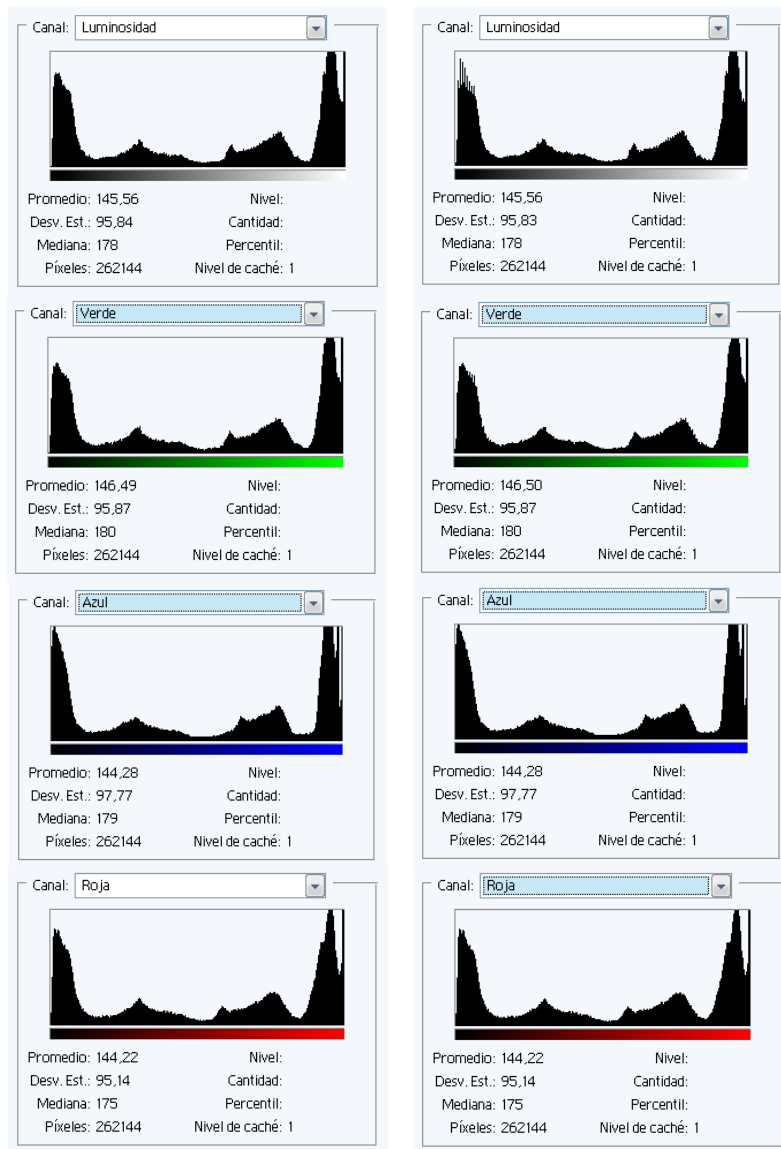 Canal: Luminosidad
Promedio: 145,56 Nivel:
Desv. Est.: 95,84 Cantidad:
Mediana: 178 Percentil:
Píxeles: 262144 Nivel de caché: 1
Canal: Luminosidad
Promedio: 145,56 Nivel:
Desv. Est.: 95,83 Cantidad:
Mediana: 178 Percentil:
Píxeles: 262144 Nivel de caché: 1
Canal: Verde
Promedio: 146,49 Nivel:
Desv. Est.: 95,87 Cantidad:
Mediana: 180 Percentil:
Píxeles: 262144 Nivel de caché: 1
Canal: Verde
Promedio: 146,50 Nivel:
Desv. Est.: 95,87 Cantidad:
Mediana: 180 Percentil:
Píxeles: 262144 Nivel de caché: 1
Canal: Azul
Promedio: 144,28 Nivel:
Desv. Est.: 97,77 Cantidad:
Mediana: 179 Percentil:
Píxeles: 262144 Nivel de caché: 1
Canal: Azul
Promedio: 144,28 Nivel:
Desv. Est.: 97,77 Cantidad:
Mediana: 179 Percentil:
Píxeles: 262144 Nivel de caché: 1
Canal: Roja
Promedio: 144,22 Nivel:
Desv. Est.: 95,14 Cantidad:
Mediana: 175 Percentil:
Píxeles: 262144 Nivel de caché: 1
Canal: Roja
Promedio: 144,22 Nivel:
Desv. Est.: 95,14 Cantidad:
Mediana: 175 Percentil:
Píxeles: 262144 Nivel de caché: 1